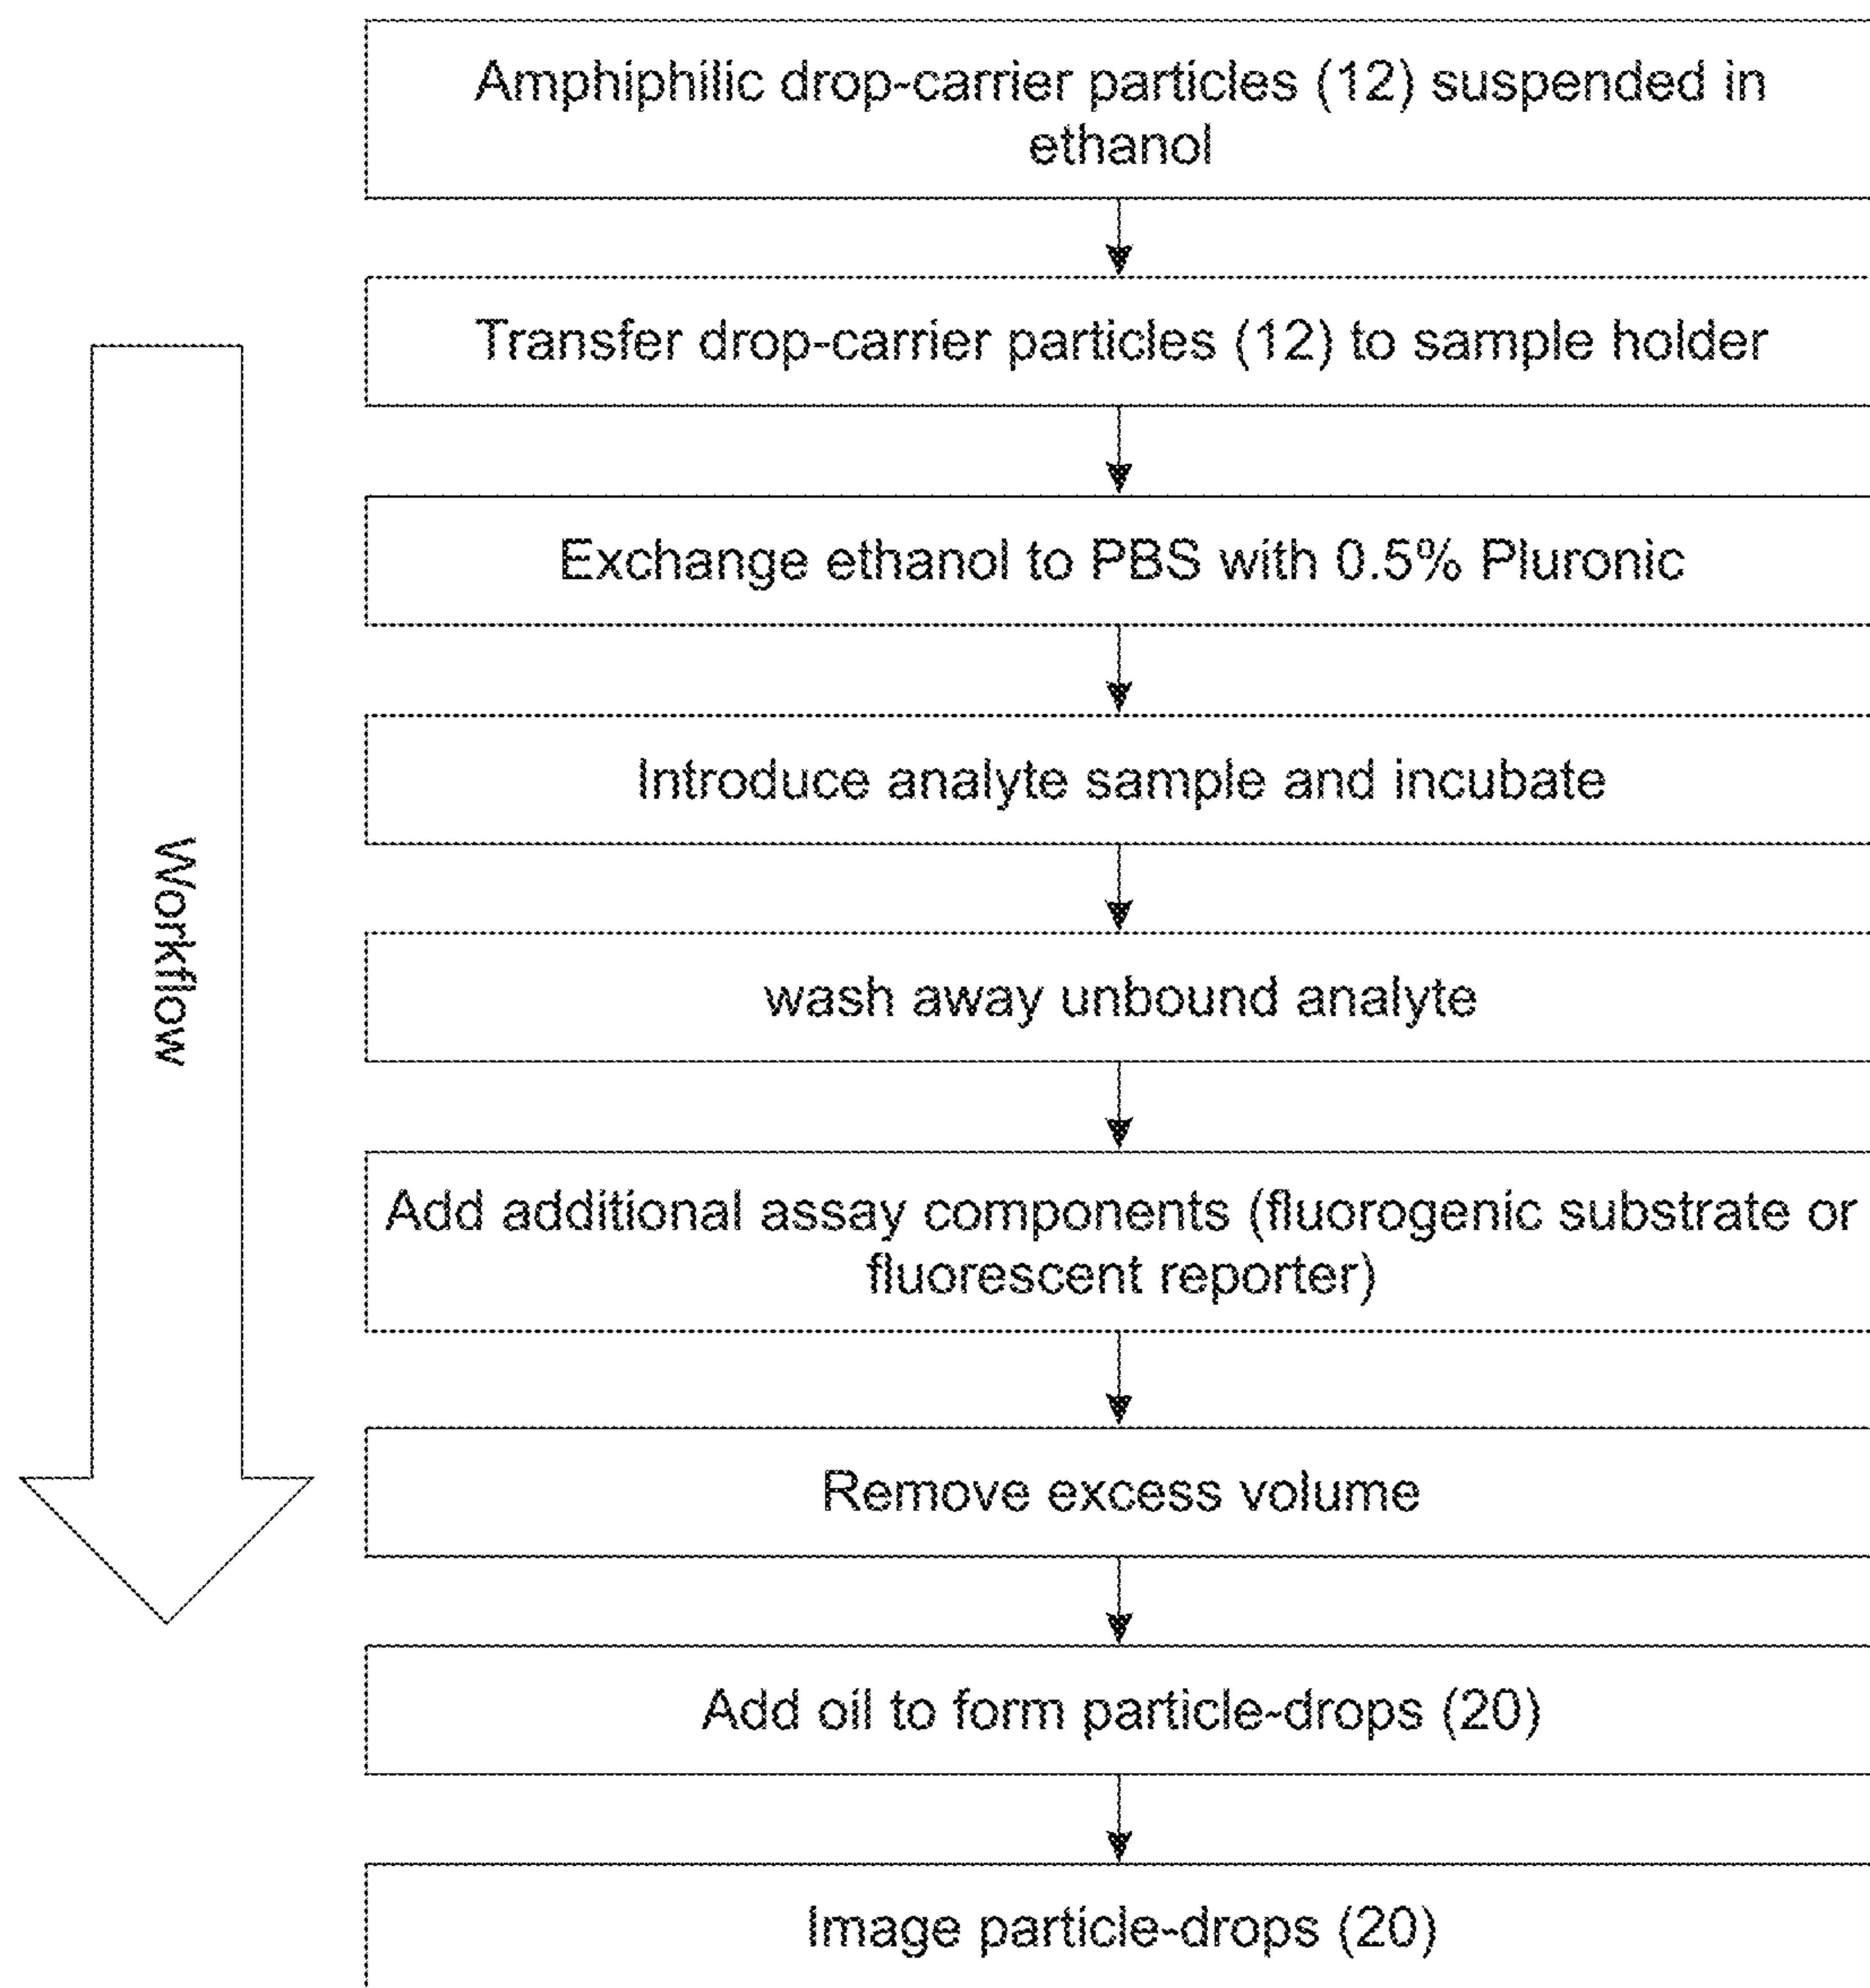 Amphiphilic drop-carrier particles (12) suspended in
ethanol
Transfer drop-carrier particles (12) to sample holder
Exchange ethanol to PBS with 0.5% Pluronic
Introduce analyte sample and incubate
wash away unbound analyte
Add additional assay components (fluorogenic substrate or
fluorescent reporter)
Remove excess volume
Add oil to form particle-drops (20)
Image particle-drops (20)
Workflow